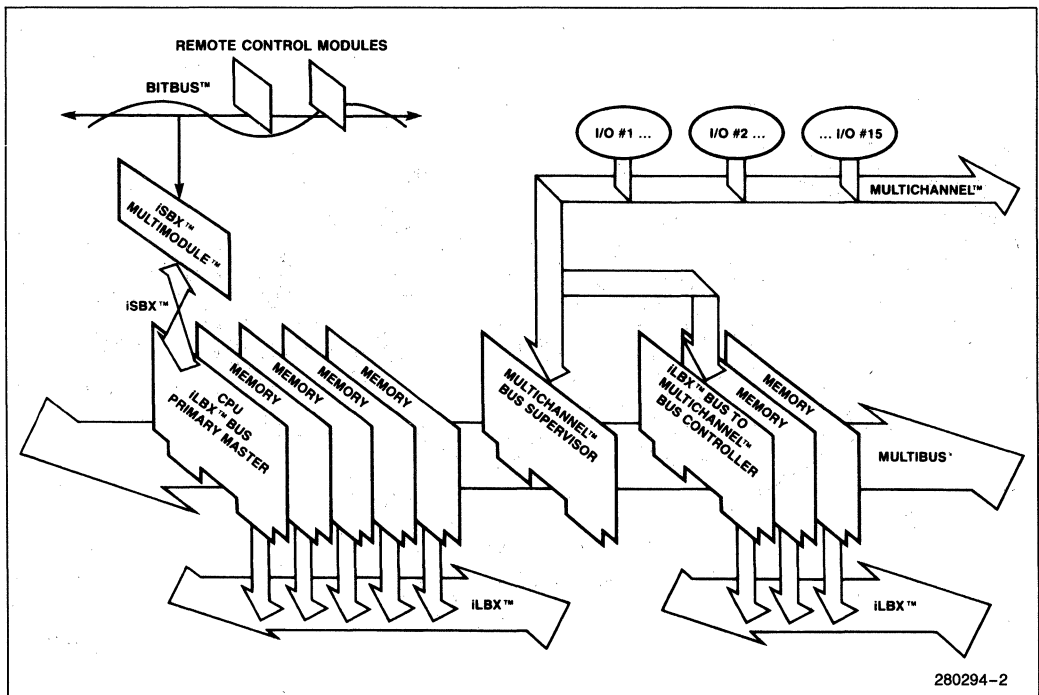 REMOTE CONTROL MODULES
BITBUS™
I/O #1 ...
I/O #2 ...
... I/O #15
MULTICHANNEL™
iSBX™
MULTIMODULE™
iSBX™
CPU
iLBX™ BUS
PRIMARY MASTER
MEMORY
MEMORY
MEMORY
MEMORY
MULTICHANNEL™
BUS SUPERVISOR
iLBX™ BUS TO
MULTICHANNEL™
BUS CONTROLLER
MEMORY
MEMORY
MULTIBUS*
iLBX™
iLBX™
280294-2